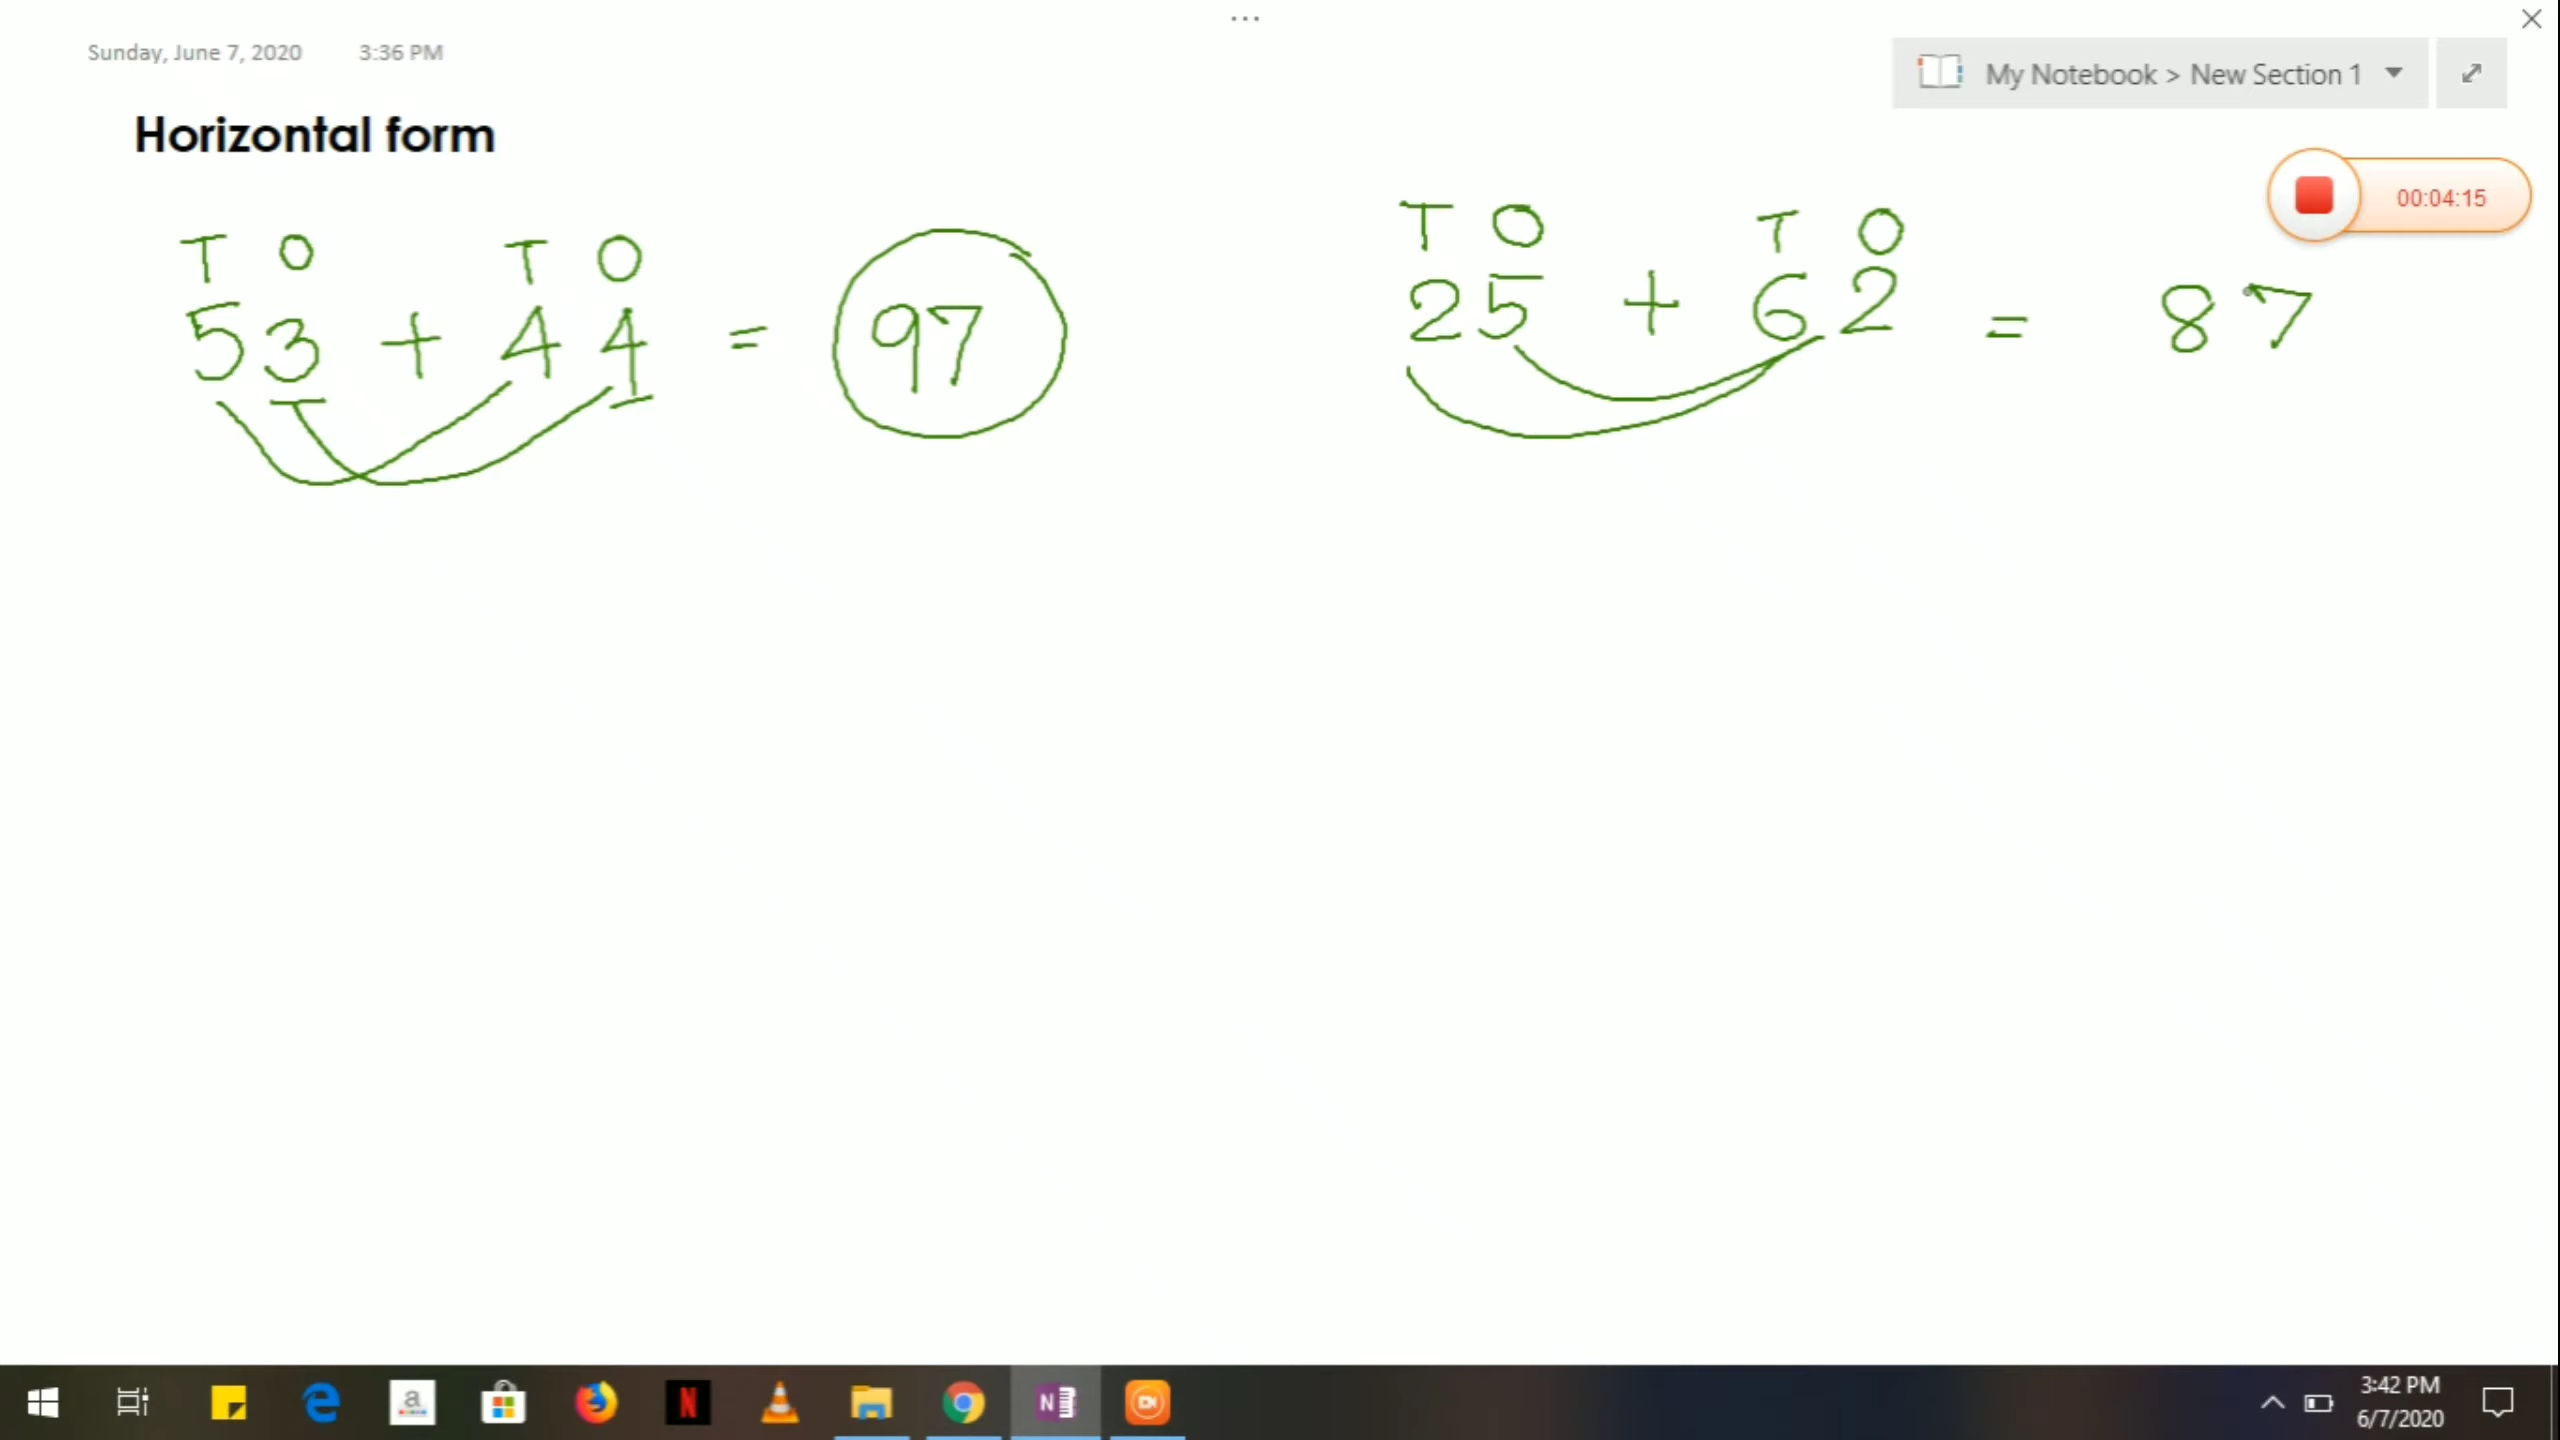 Sunday, June 7, 2020 3:36 PM
My Notebook > New Section 1
Horizontal form
00:04:15
T O T O
53 + 44 = 97
T O T O
25 + 62 = 87
a
N
N
3:42 PM
6/7/2020